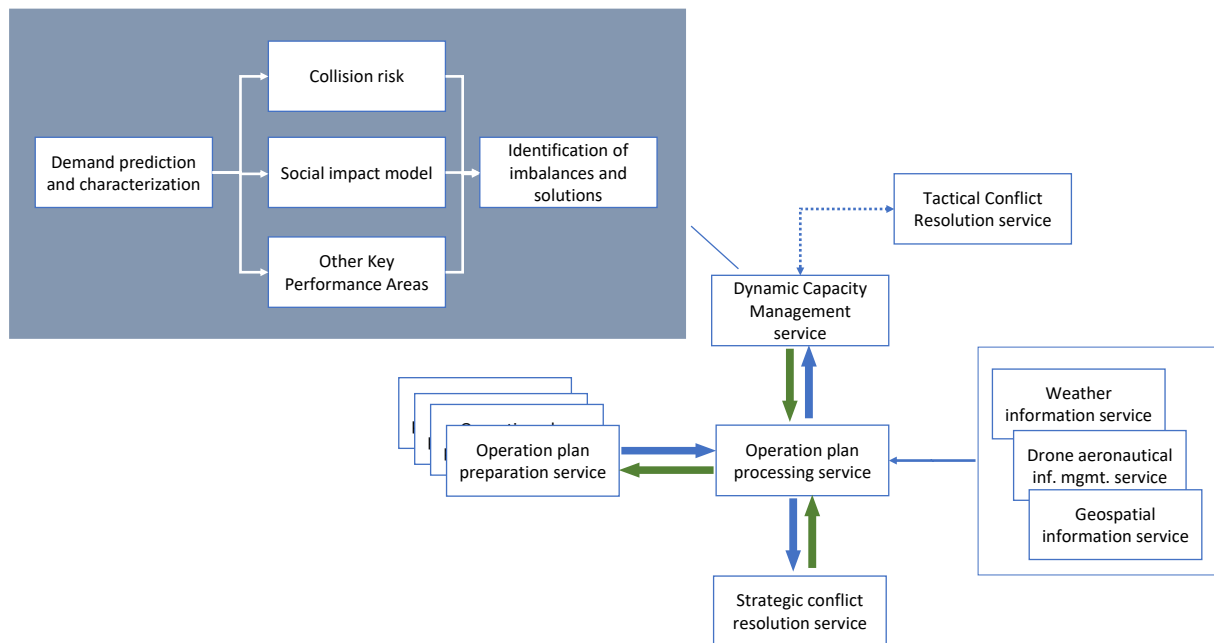 Collision risk
Demand prediction
and characterization
Social impact model
Identification of
imbalances and
solutions
Other Key
Performance Areas
Tactical Conflict
Resolution service
Dynamic Capacity
Management
service
Weather
information service
Drone aeronautical
inf. mgmt. service
Geospatial
information service
Operation plan
preparation service
Operation plan
processing service
Strategic conflict
resolution service